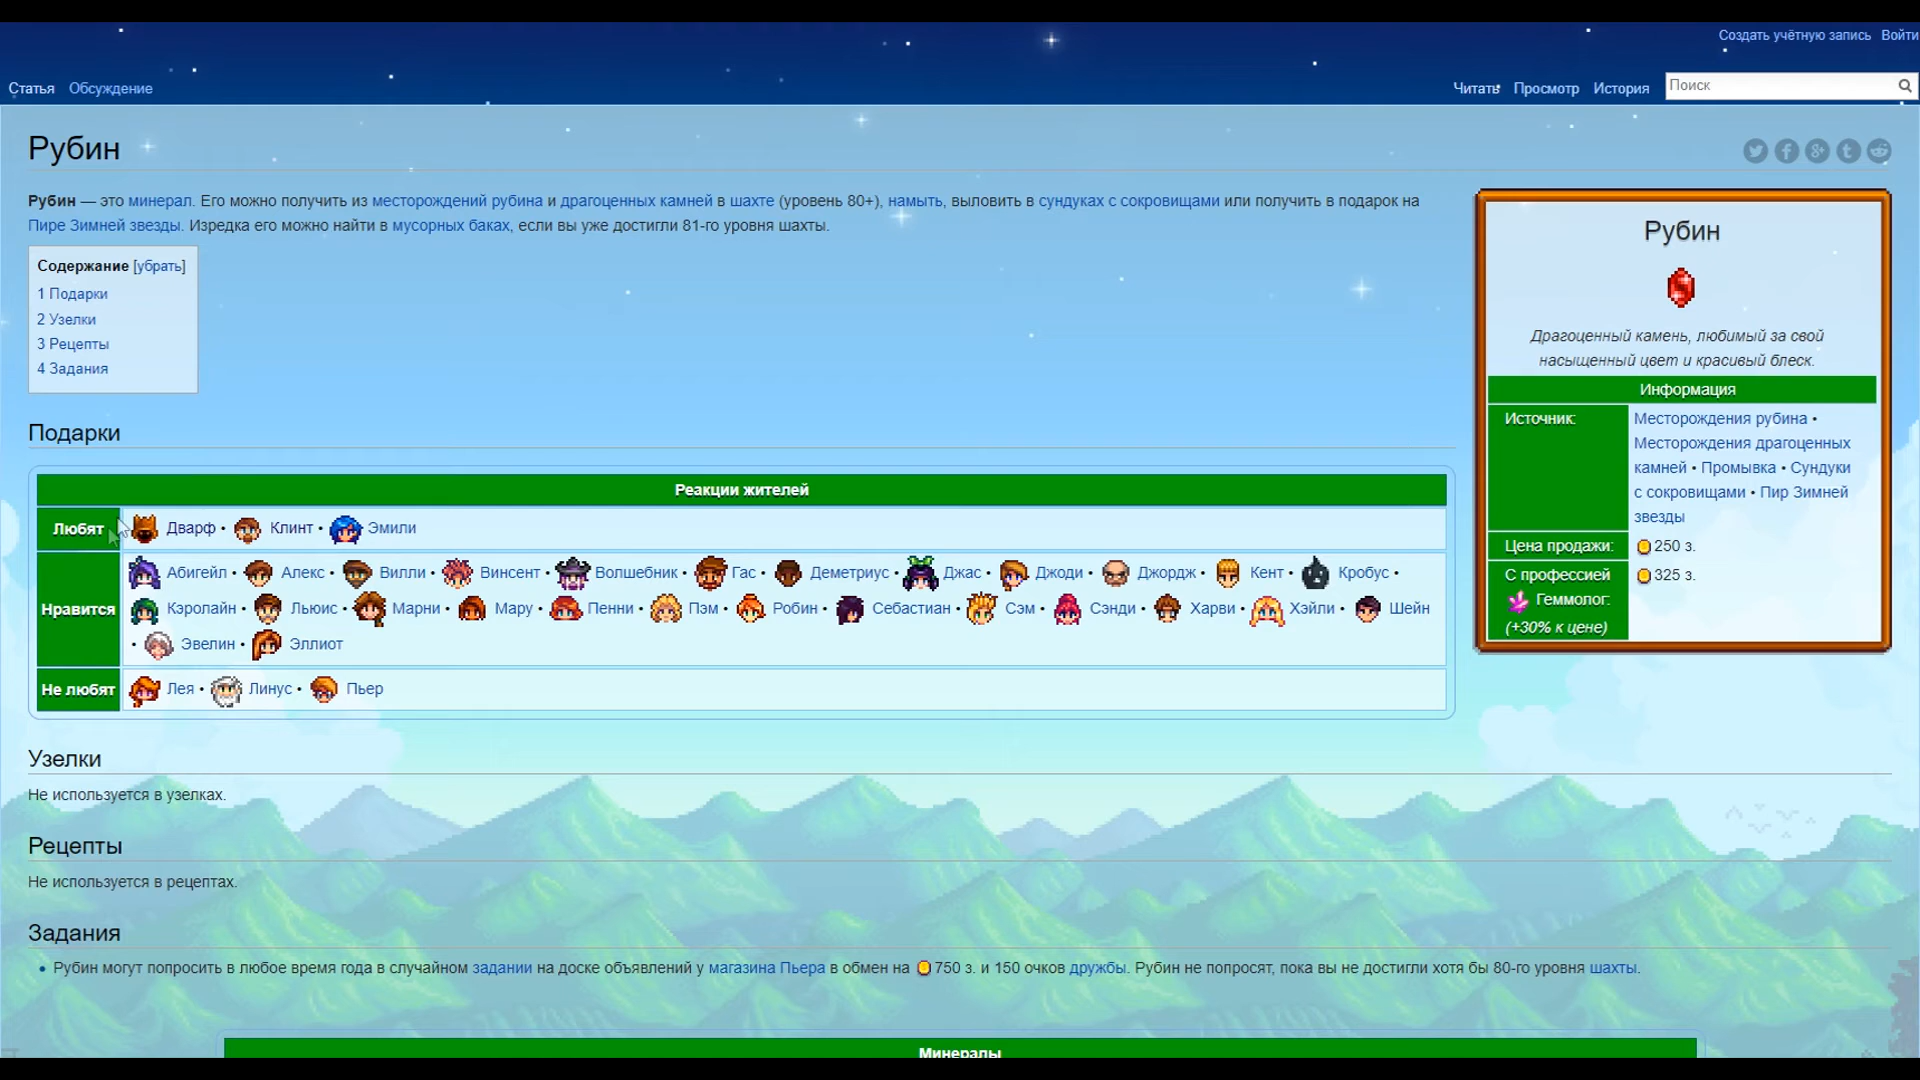 Создать учётную запись Войти
Статья Обсуждение Читать Просмотр История Поиск
Рубин
Рубин — это минерал. Его можно получить из месторождений рубина и драгоценных камней в шахте (уровень 80+), намыть, выловить в сундуках с сокровищами или получить в подарок на
Пире Зимней звезды. Изредка его можно найти в мусорных баках, если вы уже достигли 81-го уровня шахты.
Содержание [убрать]
1 Подарки
2 Узелки
3 Рецепты
4 Задания
Рубин
Драгоценный камень, любимый за свой
насыщенный цвет и красивый блеск.
Информация
Источник: Месторождения рубина •
Месторождения драгоценных
камней • Промывка • Сундуки
с сокровищами • Пир Зимней
звезды
Цена продажи: 250 з.
С профессией 325 з.
Геммолог:
(+30% к цене)
Подарки
Реакции жителей
Любят Дварф • Клинт • Эмили
Нравится Абигейл • Алекс • Вилли • Винсент • Волшебник • Гас • Деметриус • Джас • Джоди • Джордж • Кент • Кробус •
Кэролайн • Льюис • Марни • Мару • Пенни • Пэм • Робин • Себастиан • Сэм • Сэнди • Харви • Хэйли • Шейн
• Эвелин • Эллиот
Не любят Лея • Линус • Пьер
Узелки
Не используется в узелках.
Рецепты
Не используется в рецептах.
Задания
• Рубин могут попросить в любое время года в случайном задании на доске объявлений у магазина Пьера в обмен на 750 з. и 150 очков дружбы. Рубин не попросят, пока вы не достигли хотя бы 80-го уровня шахты.
Минералы